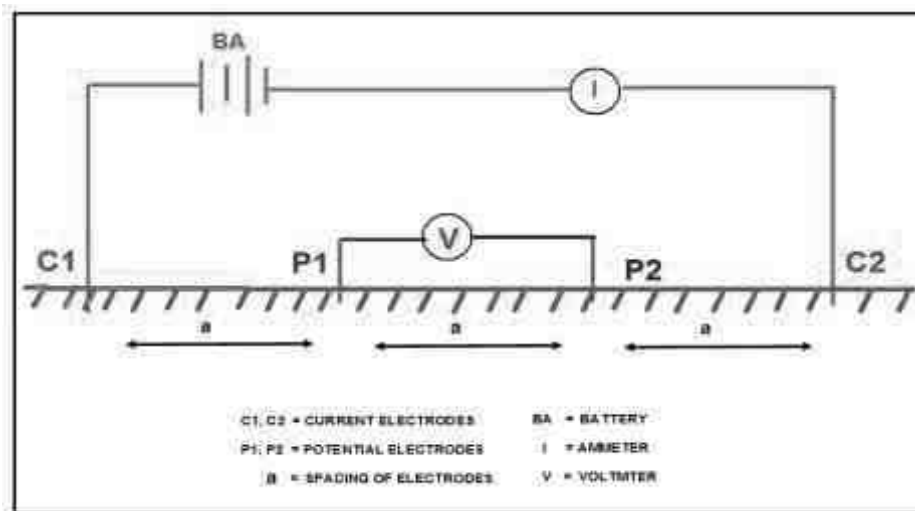 BA
I
V
C1 P1 P2 C2
a a a
C1, C2 = CURRENT ELECTRODES BA = BATTERY
P1, P2 = POTENTIAL ELECTRODES I = AMMETER
a = SPACING OF ELECTRODES V = VOLTMTER